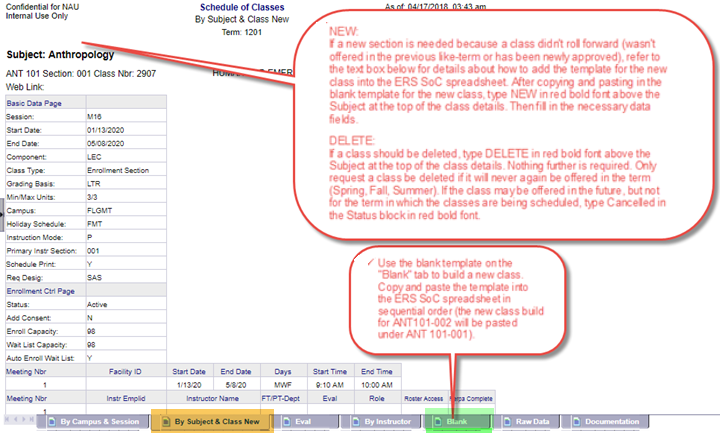 Confidential for NAU
Internal Use Only
Schedule of Classes
By Subject & Class New
Term: 1201
As of: 04/17/2018 03:43 am
Subject: Anthropology
ANT 101 Section: 001 Class Nbr: 2907
Web Link:
NEW:
If a new section is needed because a class didn't roll forward (wasn't
offered in the previous like-term or has been newly approved), refer to
the text box below for details about how to add the template for the new
class into the ERS SoC spreadsheet. After copying and pasting in the
blank template for the new class, type NEW in red bold font above the
Subject at the top of the class details. Then fill in the necessary data
fields.
DELETE:
If a class should be deleted, type DELETE in red bold font above the
Subject at the top of the class details. Nothing further is required. Only
request a class be deleted if it will never again be offered in the term
(Spring, Fall, Summer). If the class may be offered in the future, but not
for the term in which the classes are being scheduled, type Cancelled in
the Status block in red bold font.
Basic Data Page
Session: M16
Start Date: 01/13/2020
End Date: 05/08/2020
Component: LEC
Class Type: Enrollment Section
Grading Basis: LTR
Min/Max Units: 3/3
Campus: FLGMT
Holiday Schedule: FMT
Instruction Mode: P
Primary Instr Section: 001
Schedule Print: Y
Req Desig: SAS
Enrollment Ctrl Page
Status: Active
Add Consent: N
Enroll Capacity: 98
Wait List Capacity: 98
Auto Enroll Wait List: Y
✓ Use the blank template on the
"Blank" tab to build a new class.
Copy and paste the template into
the ERS SoC spreadsheet in
sequential order (the new class build
for ANT101-002 will be pasted
under ANT 101-001).
Meeting Nbr Facility ID Start Date End Date Days Start Time End Time
1 1/13/20 5/8/20 MWF 9:10 AM 10:00 AM
Meeting Nbr Instr Emplid Instructor Name FT/PT-Dept Eval Role Roster Access Complete
1
By Campus & Session By Subject & Class New Eval By Instructor Blank Raw Data Documentation